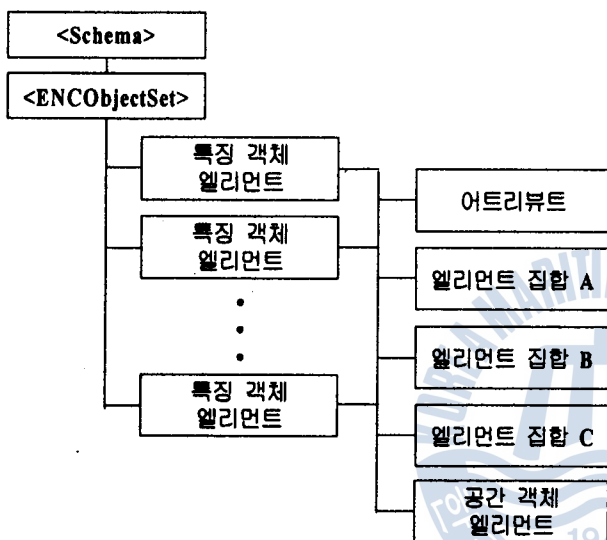 <Schema>
<ENCObjectSet>
특징 객체
엘리먼트
특징 객체
엘리먼트
특징 객체
엘리먼트
어트리뷰트
엘리먼트 집합 A
엘리먼트 집합 B
엘리먼트 집합 C
공간 객체
엘리먼트